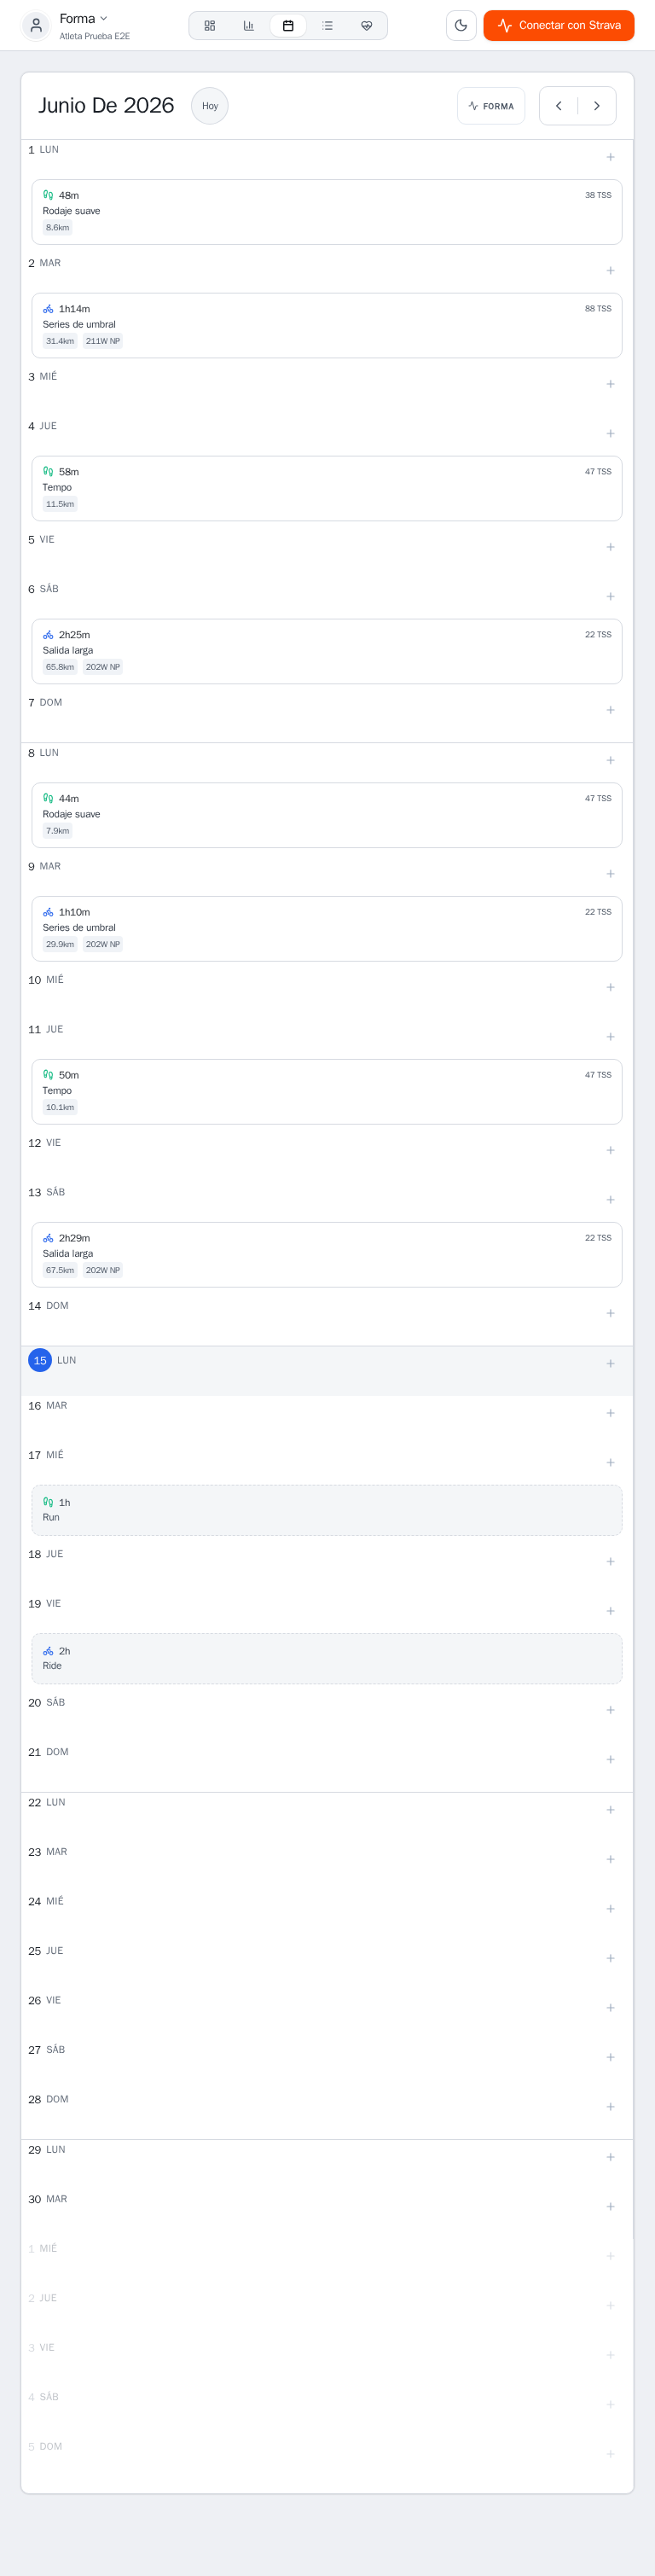 Forma
Atleta Prueba E2E
Conectar con Strava
Junio De 2026
Hoy
FORMA
1 LUN
48m
38 TSS
Rodaje suave
8.6km
2 MAR
1h14m
88 TSS
Series de umbral
31.4km 211W NP
3 MIÉ
4 JUE
58m
47 TSS
Tempo
11.5km
5 VIE
6 SÁB
2h25m
22 TSS
Salida larga
65.8km 202W NP
7 DOM
8 LUN
44m
47 TSS
Rodaje suave
7.9km
9 MAR
1h10m
22 TSS
Series de umbral
29.9km 202W NP
10 MIÉ
11 JUE
50m
47 TSS
Tempo
10.1km
12 VIE
13 SÁB
2h29m
22 TSS
Salida larga
67.5km 202W NP
14 DOM
15 LUN
16 MAR
17 MIÉ
1h
Run
18 JUE
19 VIE
2h
Ride
20 SÁB
21 DOM
22 LUN
23 MAR
24 MIÉ
25 JUE
26 VIE
27 SÁB
28 DOM
29 LUN
30 MAR
1 MIÉ
2 JUE
3 VIE
4 SÁB
5 DOM